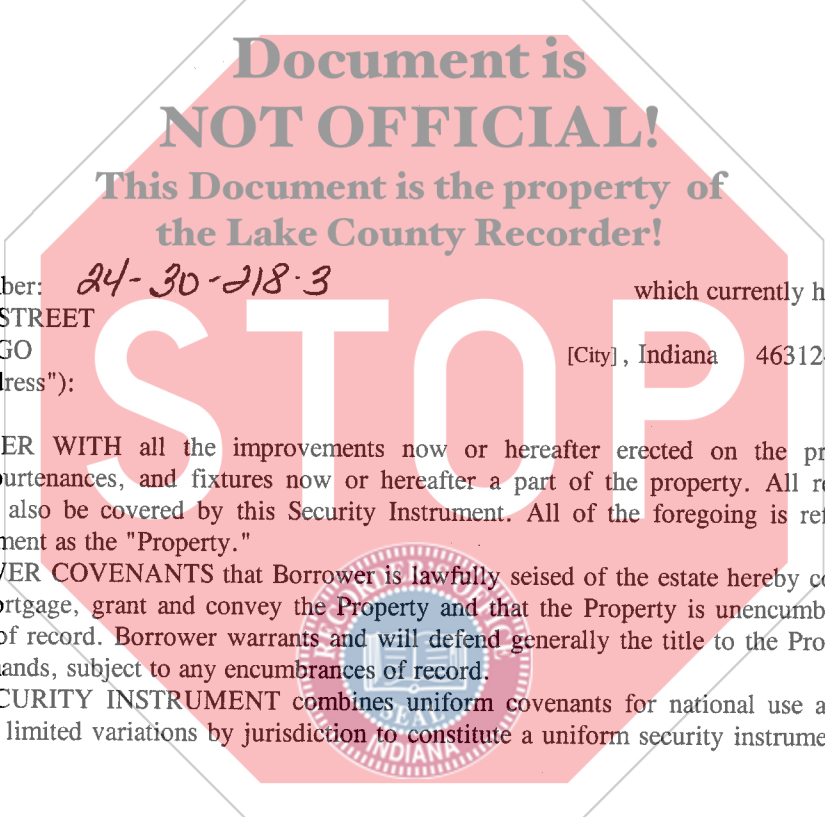 Document is
NOT OFFICIAL!
This Document is the property of
the Lake County Recorder!
ber: 24-30-218-3 which currently h
STREET
GO [City], Indiana 46312
dress"):
STOP
ER WITH all the improvements now or hereafter erected on the pr
ourtenances, and fixtures now or hereafter a part of the property. All r
also be covered by this Security Instrument. All of the foregoing is ref
ment as the "Property."
VER COVENANTS that Borrower is lawfully seised of the estate hereby co
ortgage, grant and convey the Property and that the Property is unencumb
of record. Borrower warrants and will defend generally the title to the Pro
ands, subject to any encumbrances of record.
CURITY INSTRUMENT combines uniform covenants for national use a
limited variations by jurisdiction to constitute a uniform security instrume
SEAL
INDIANA